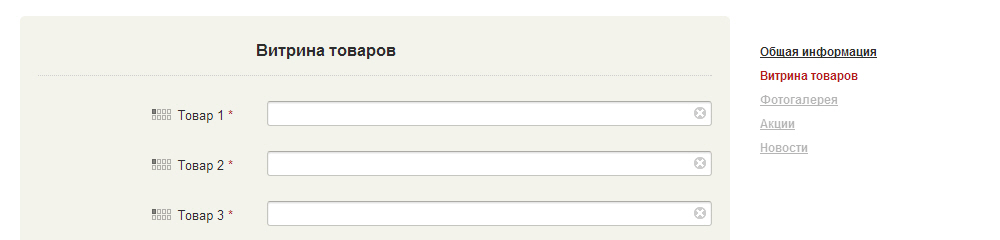 Витрина товаров
Товар 1 *
Товар 2 *
Товар 3 *
Общая информация
Витрина товаров
Фотогалерея
Акции
Новости